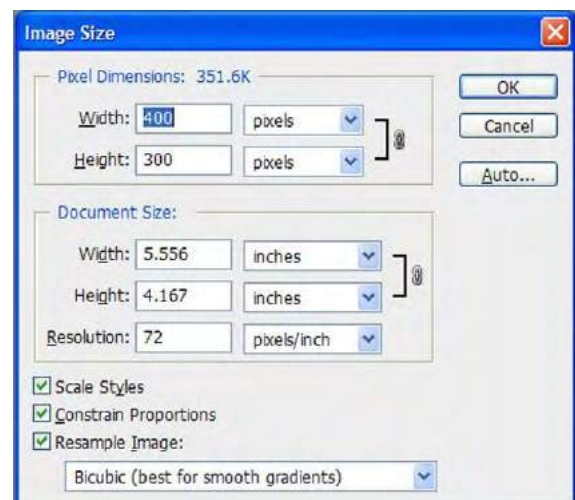 Image Size
Pixel Dimensions: 351.6K
OK
Width: 400 pixels
Cancel
Height: 300 pixels
Auto...
Document Size:
Width: 5.556 inches
Height: 4.167 inches
Resolution: 72 pixels/inch
Scale Styles
Constrain Proportions
Resample Image:
Bicubic (best for smooth gradients)